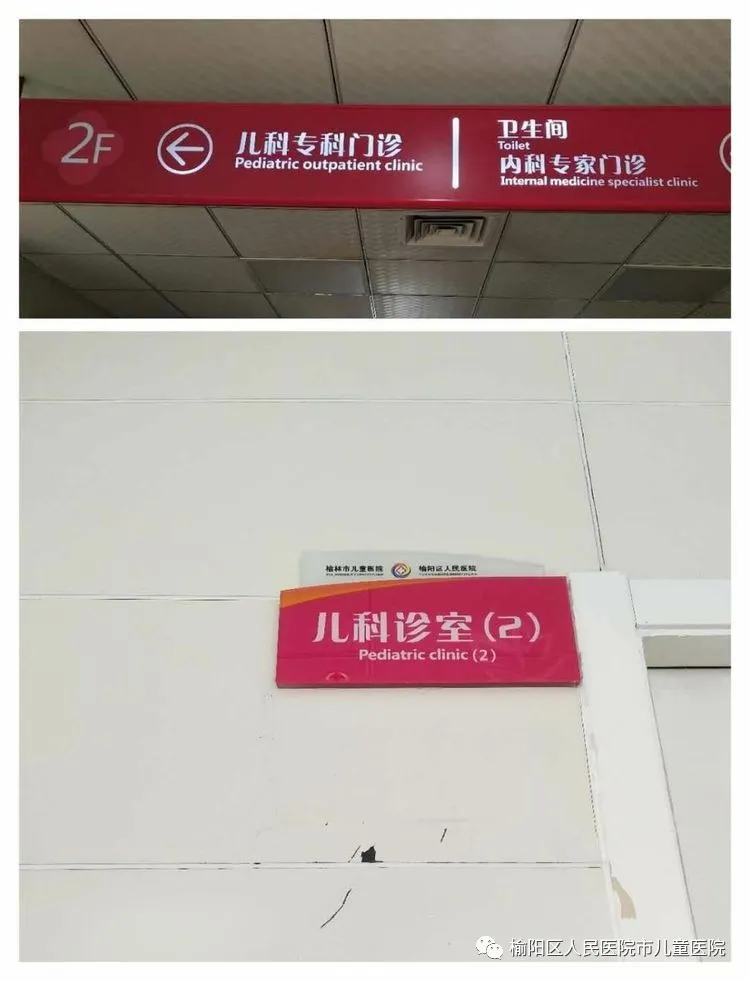 2F
儿科专科门诊
Pediatric outpatient clinic
卫生间
Toilet
内科专家门诊
Internal medicine specialist clinic
榆林市儿童医院 榆阳区人民医院
儿科诊室(2)
Pediatric clinic (2)
榆阳区人民医院市儿童医院